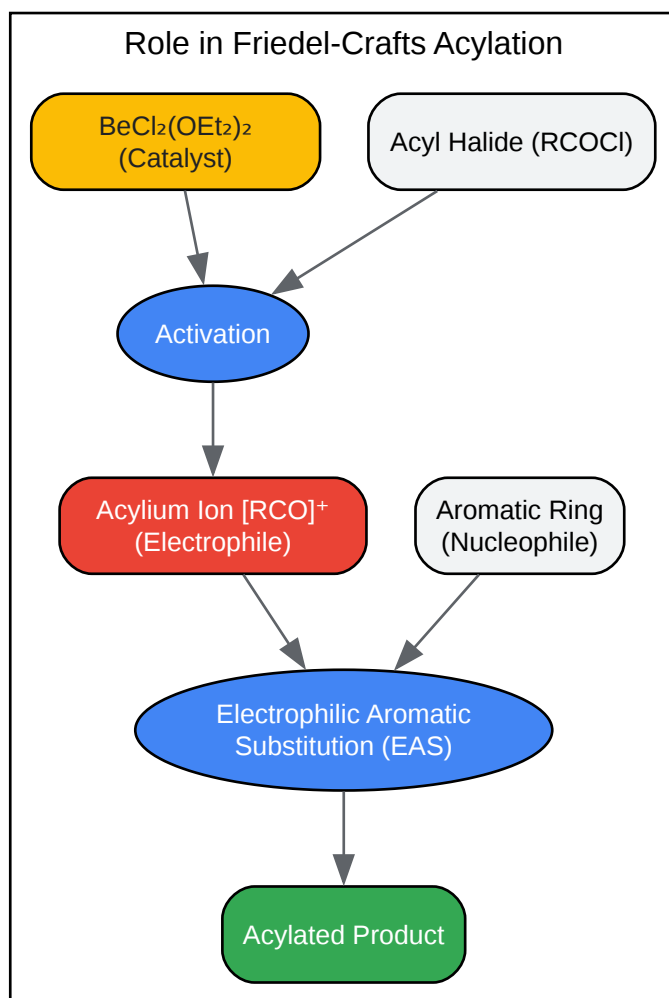 Role in Friedel-Crafts Acylation
BeCl₂(OEt₂)₂
(Catalyst)
Acyl Halide (RCOCl)
Activation
Acylium Ion [RCO]⁺
(Electrophile)
Aromatic Ring
(Nucleophile)
Electrophilic Aromatic
Substitution (EAS)
Acylated Product